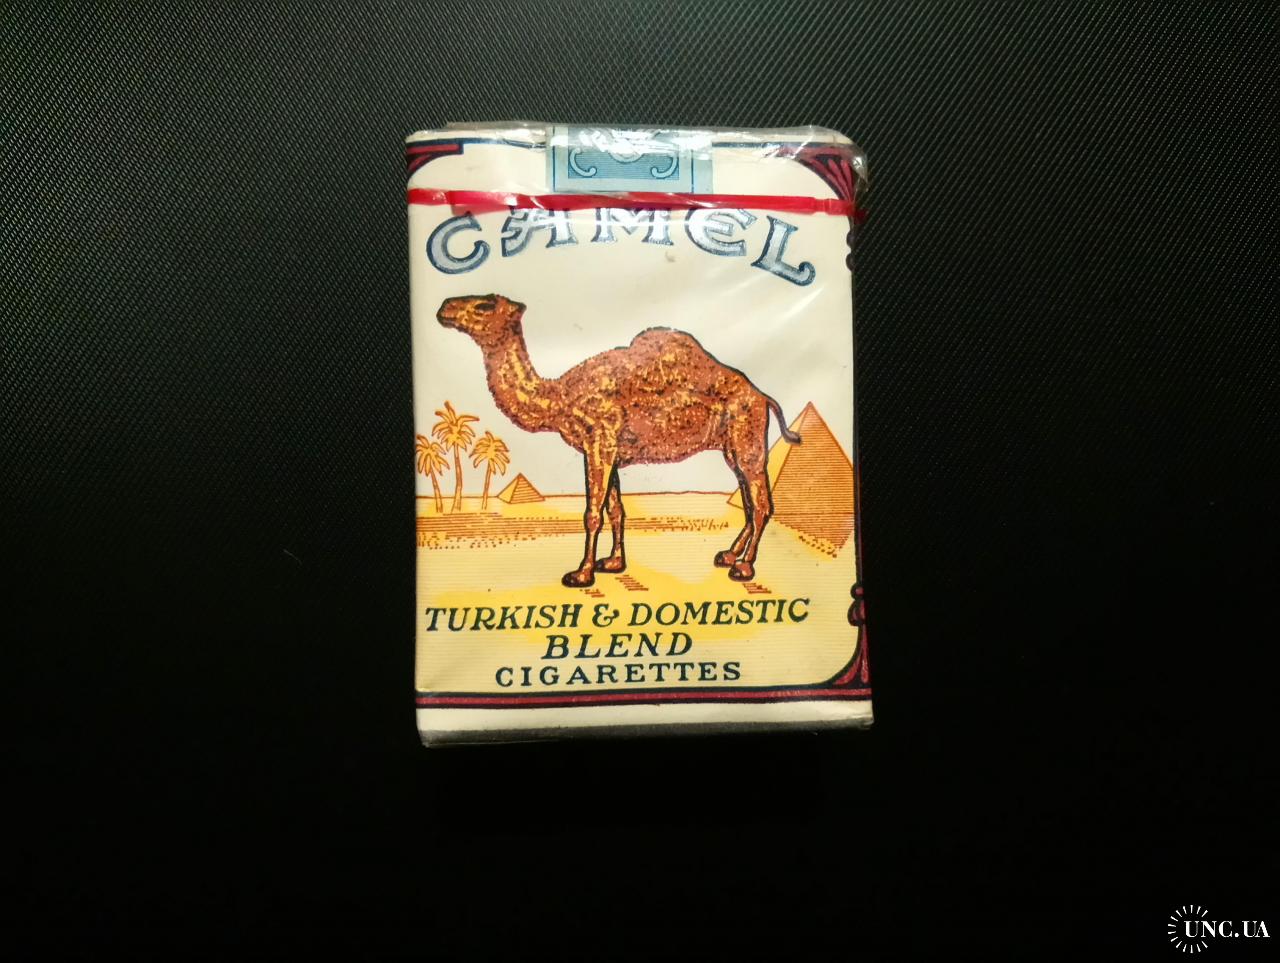 CAMEL
TURKISH & DOMESTIC
BLEND
CIGARETTES
UNC.UA